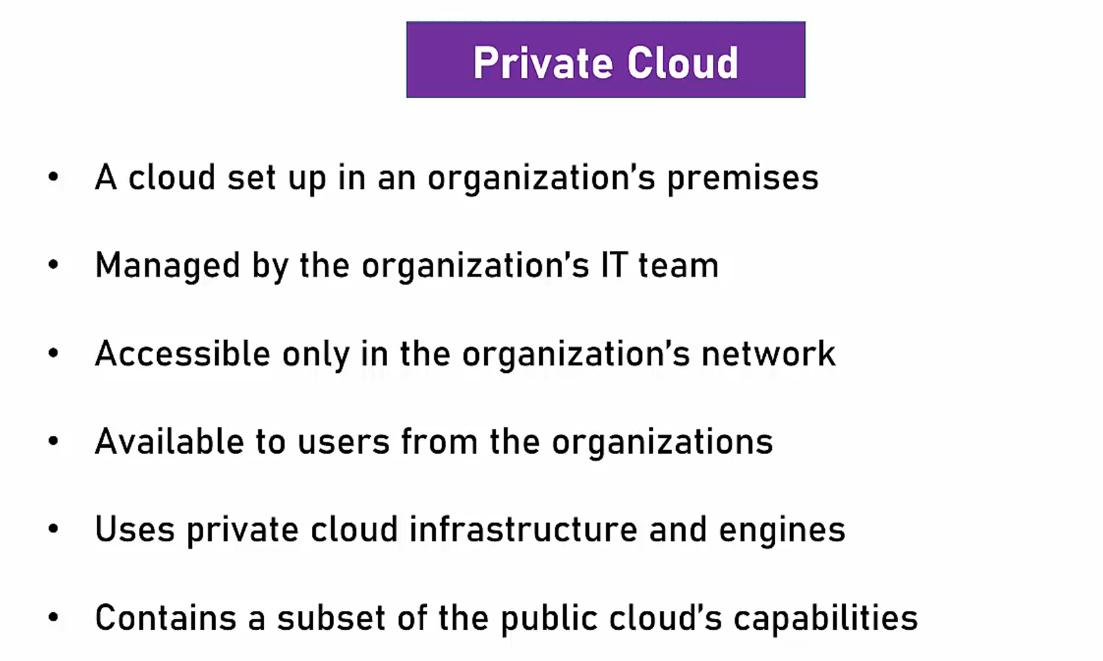 Private Cloud
• A cloud set up in an organization's premises
• Managed by the organization's IT team
• Accessible only in the organization's network
• Available to users from the organizations
• Uses private cloud infrastructure and engines
• Contains a subset of the public cloud's capabilities